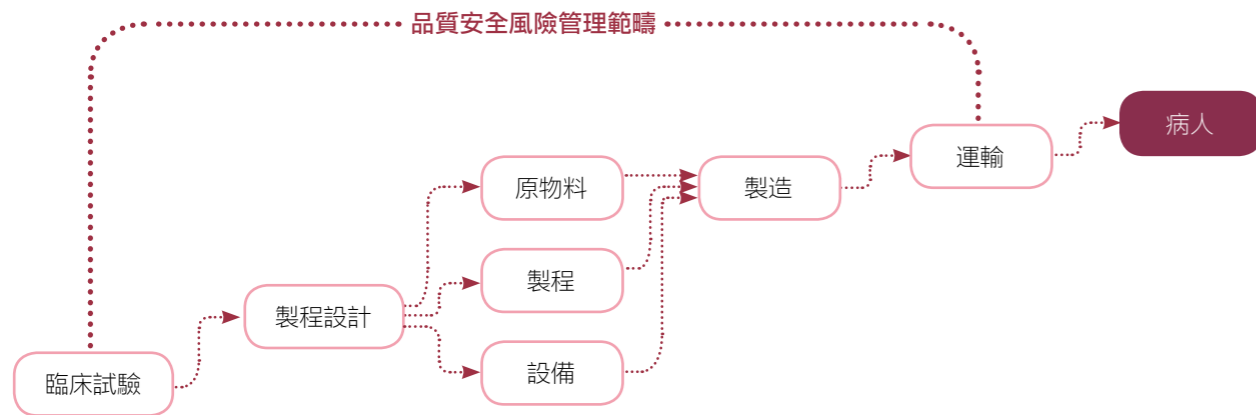 品質安全風險管理範疇
臨床試驗
製程設計
原物料
製程
設備
製造
運輸
病人